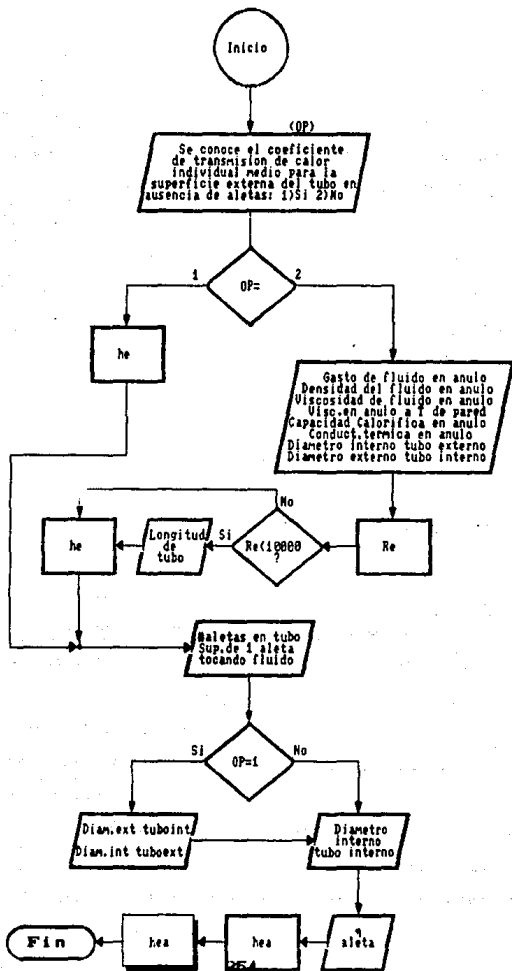 Inicio
(OP)
Se conoce el coeficiente
de transmision de calor
individual medio para la
superficie externa del tubo en
ausencia de aletas: 1)Si 2)No
1
OP=
2
he
Gasto de fluido en anulo
Densidad del fluido en anulo
Viscosidad de fluido en anulo
Visc.en anulo a T de pared
Capacidad Calorifica en anulo
Conduct.termica en anulo
Diametro interno tubo externo
Diametro externo tubo interno
No
he
Longitud
de
tubo
Si
Re<10000
?
Re
Naletas en tubo
Sup.de 1 aleta
tocando fluido
Si
OP=1
No
Diam.ext tuboint
Diam.int tuboext
Diametro
interno
tubo interno
Fin
hea
hea
aleta